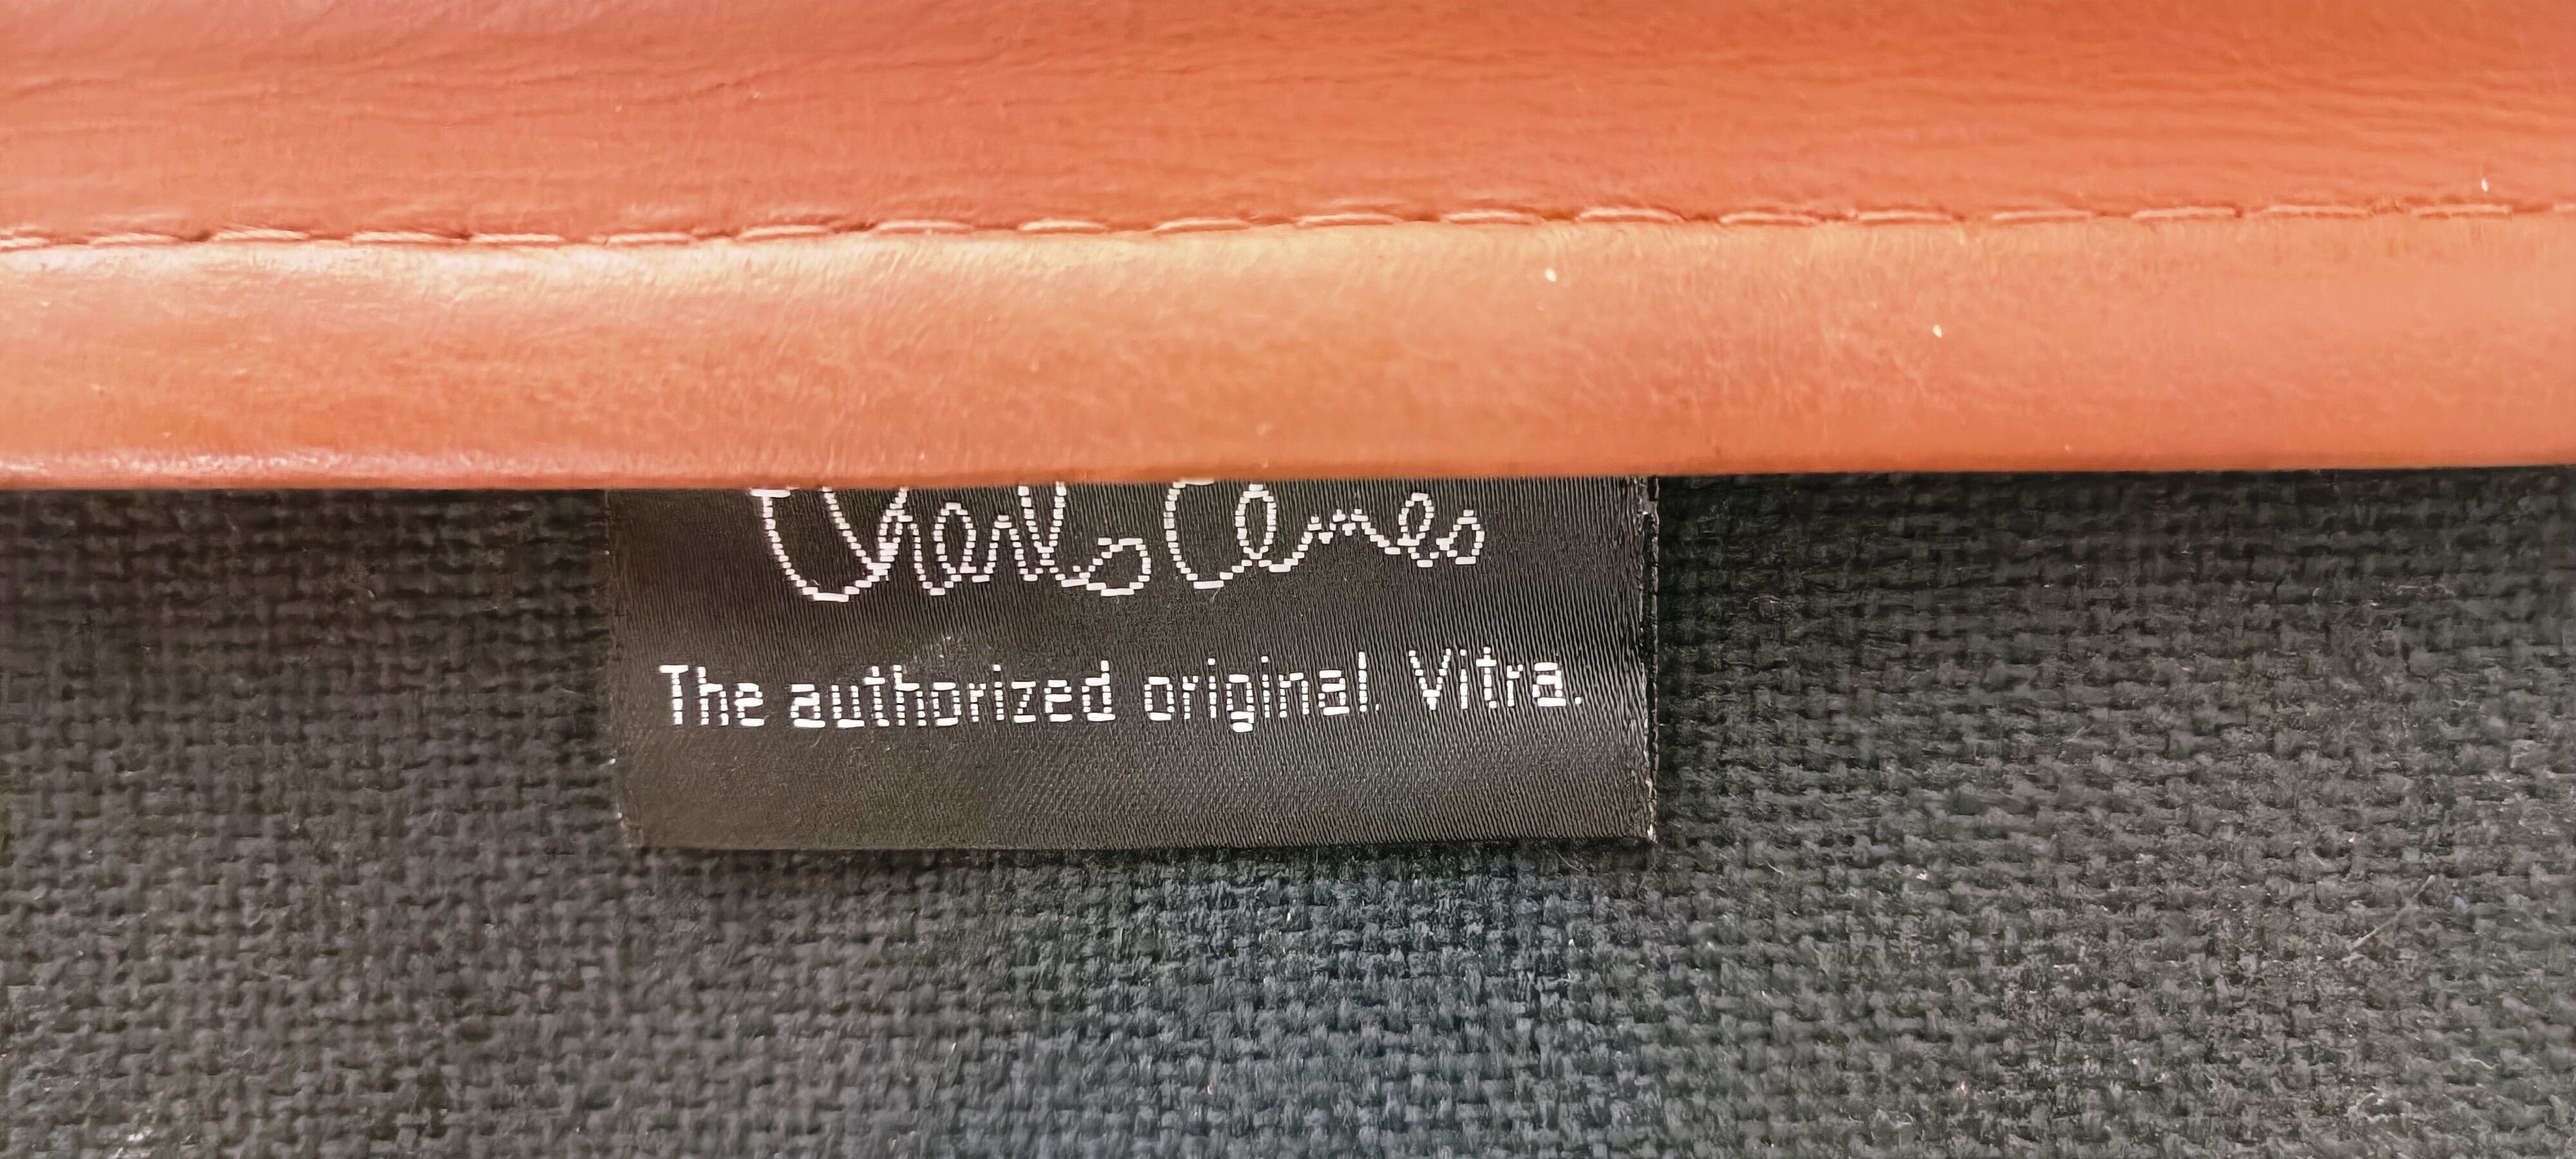 Charles Eames
The authorized original. Vitra.